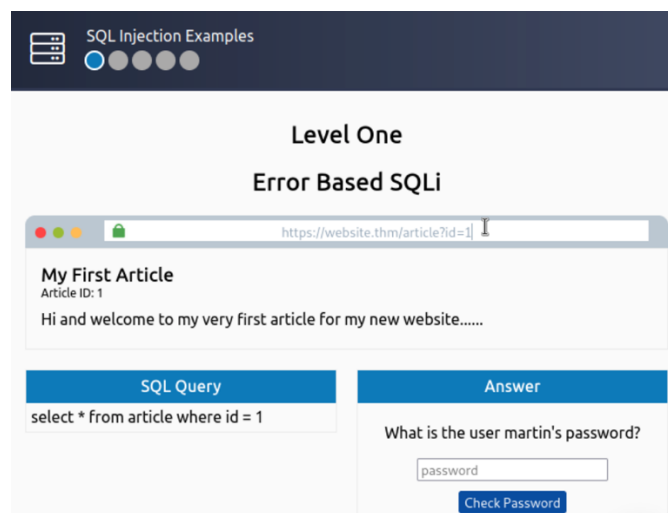 SQL Injection Examples
Level One
Error Based SQLi
https://website.thm/article?id=1
My First Article
Article ID: 1
Hi and welcome to my very first article for my new website......
SQL Query
select * from article where id = 1
Answer
What is the user martin's password?
password
Check Password